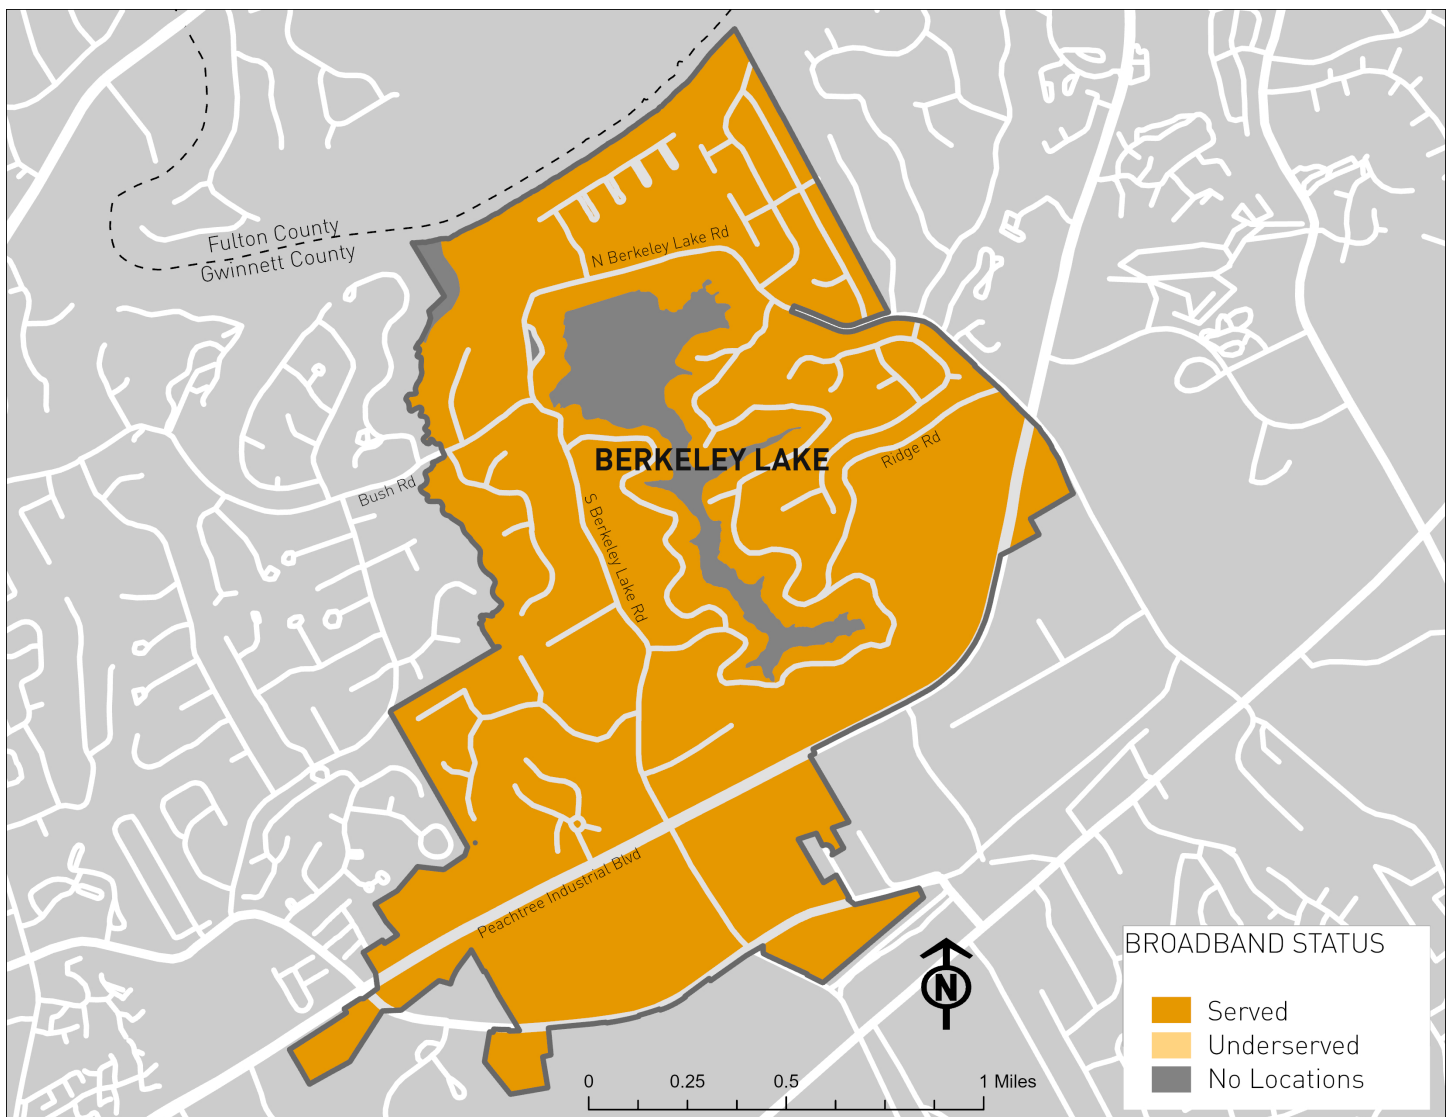 Fulton County
Gwinnett County
N Berkeley Lake Rd
BERKELEY LAKE
Ridge Rd
Bush Rd
S Berkeley Lake Rd
Peachtree Industrial Blvd
BROADBAND STATUS
Served
Underserved
No Locations
N
0 0.25 0.5 1 Miles